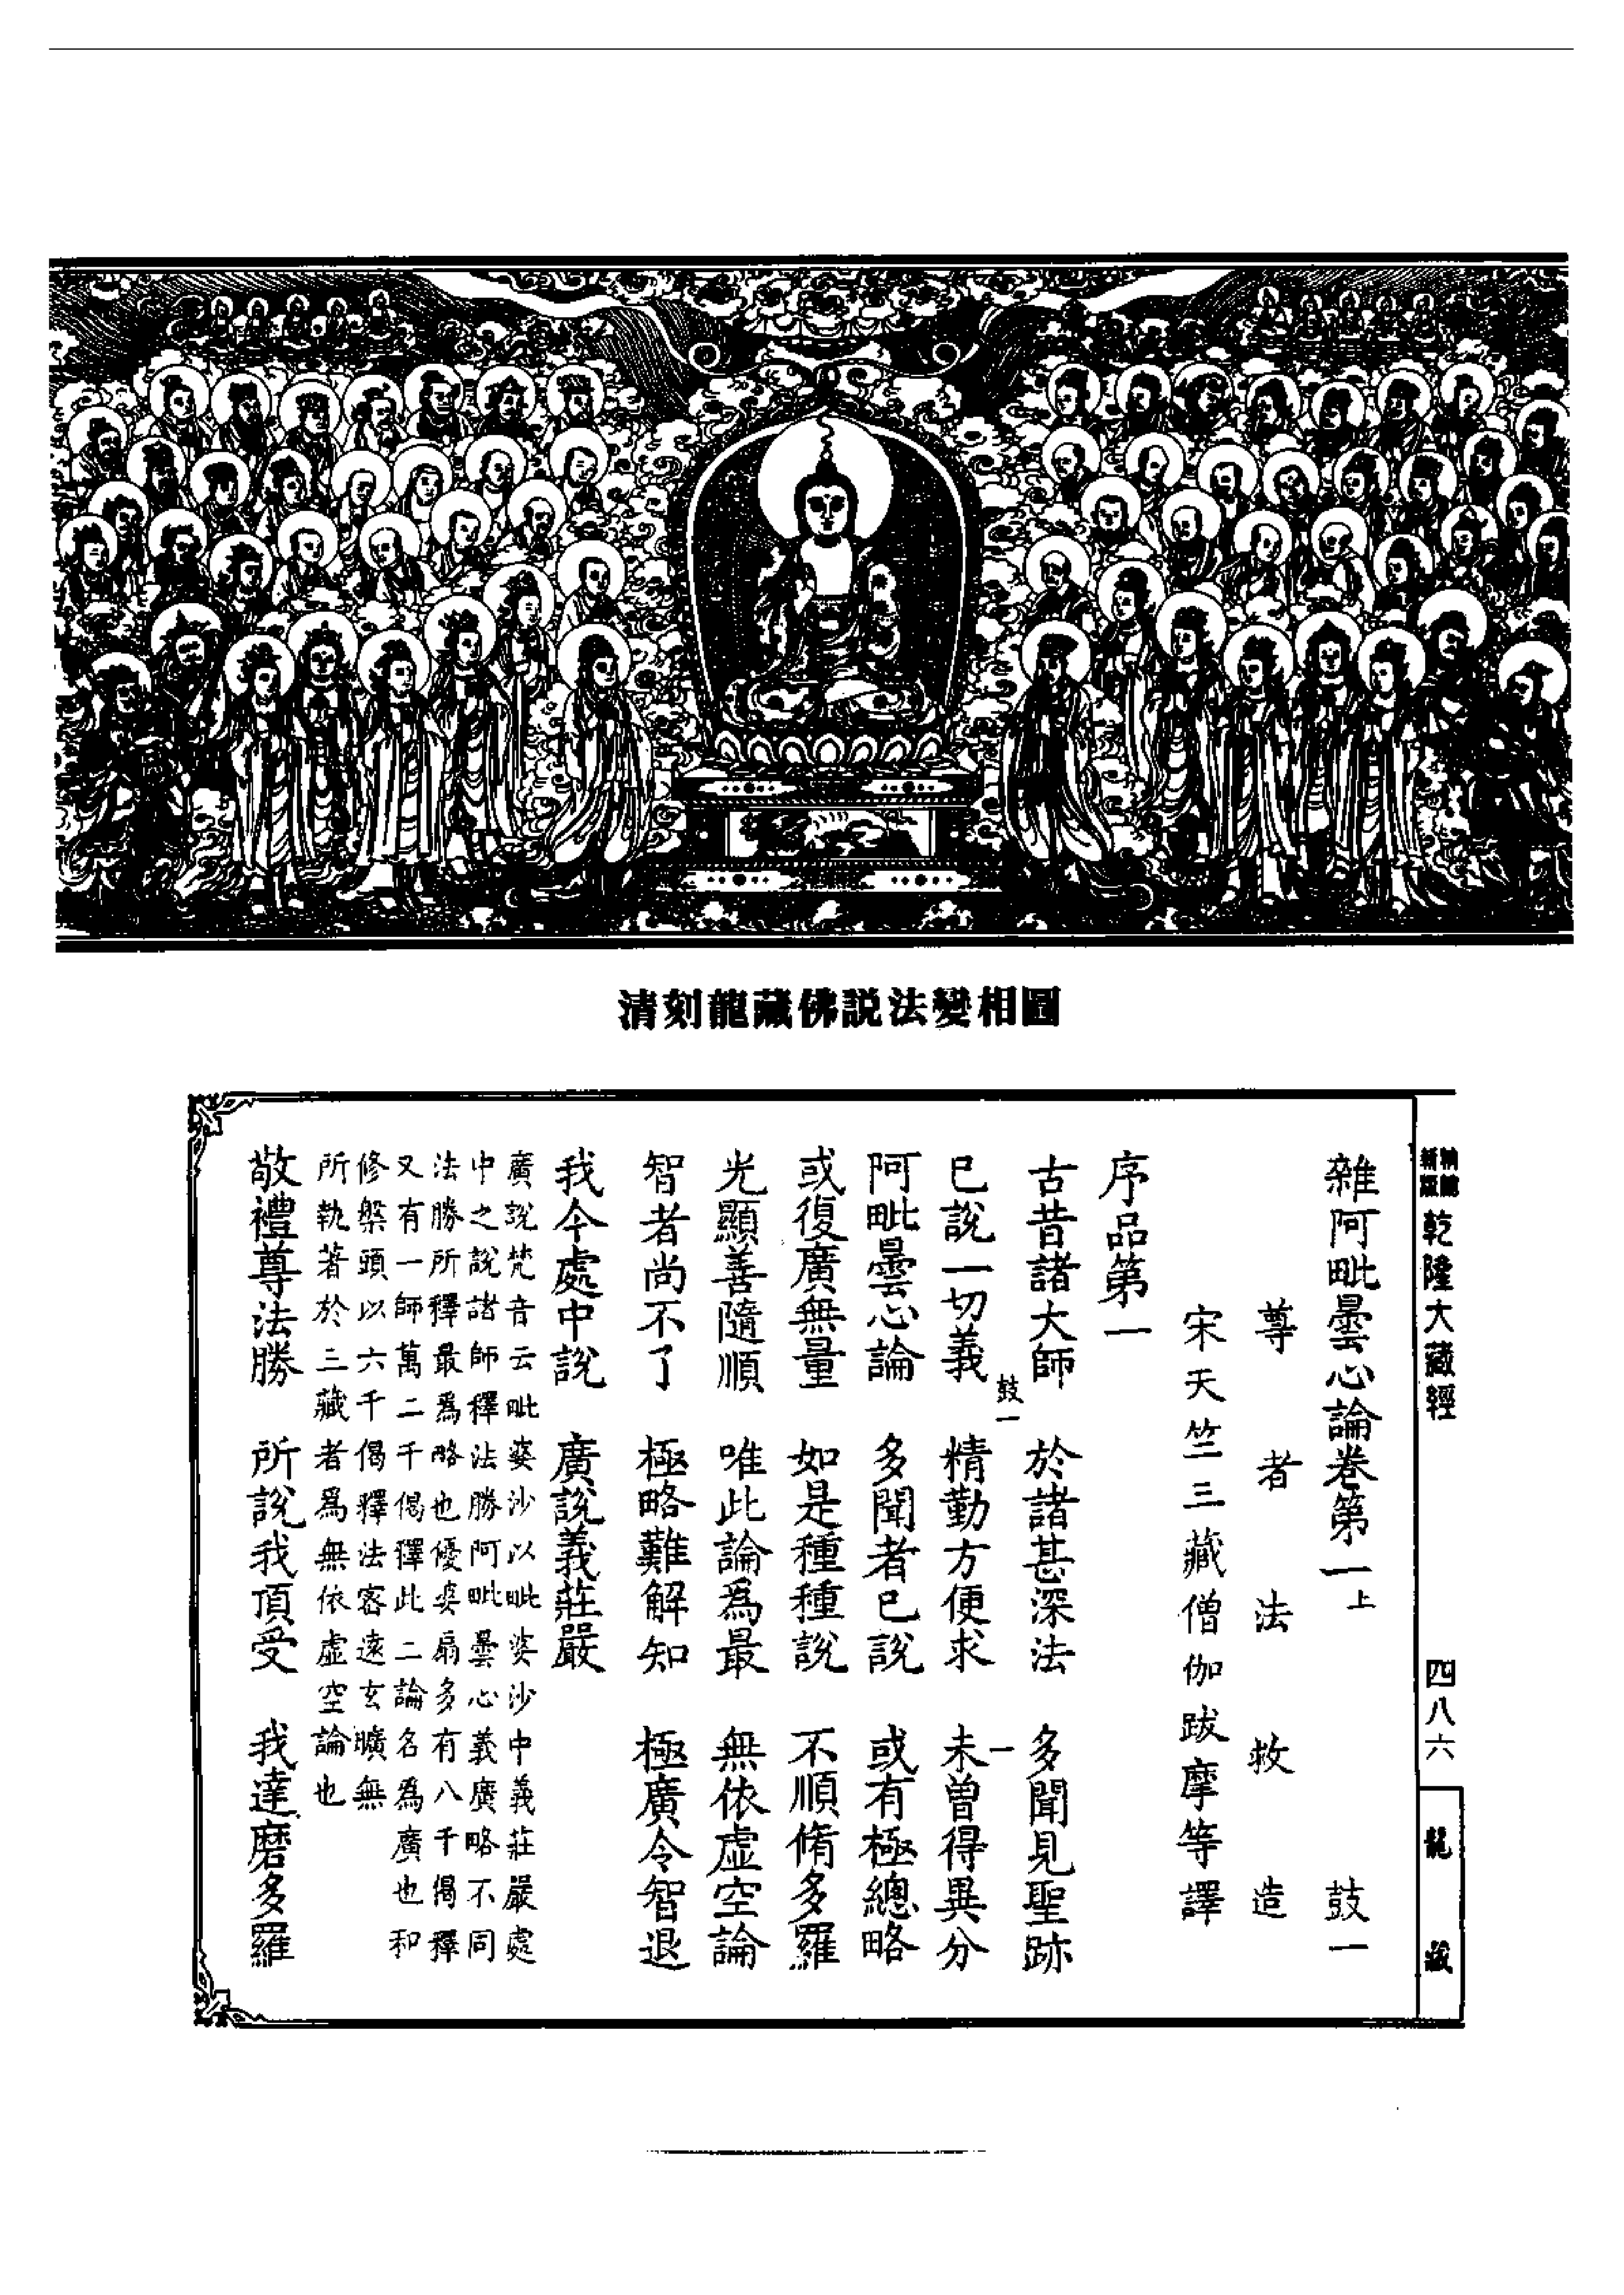 清刻龍藏佛説法變相圖
乾隆大藏經
四八六
龍藏
雜阿毗曇心論卷第一上 鼓一
尊者法救造
宋天竺三藏僧伽跋摩等譯
序品第一
古昔諸大師 於諸甚深法 多聞見聖跡
鼓一 一
已說一切義 精勤方便求 未曾得異分
阿毗曇心論 多聞者已說 或有極總略
或復廣無量 如是種種說 不順脩多羅
光顯善隨順 唯此論爲最 無依虛空論
智者尚不了 極略難解知 極廣令智退
我今處中說 廣說義莊嚴
廣說梵音云毗婆沙以毗婆沙中義莊嚴處
中之說諸師釋法勝阿毗曇心義廣略不同
法勝所釋最爲略也優婆扇多有八千偈釋
又有一師萬二千偈釋此二論名爲廣也和
修槃頭以六千偈釋法宻遠玄曠無
所執著於三藏者爲無依虛空論也
敬禮尊法勝 所說我頂受 我達磨多羅